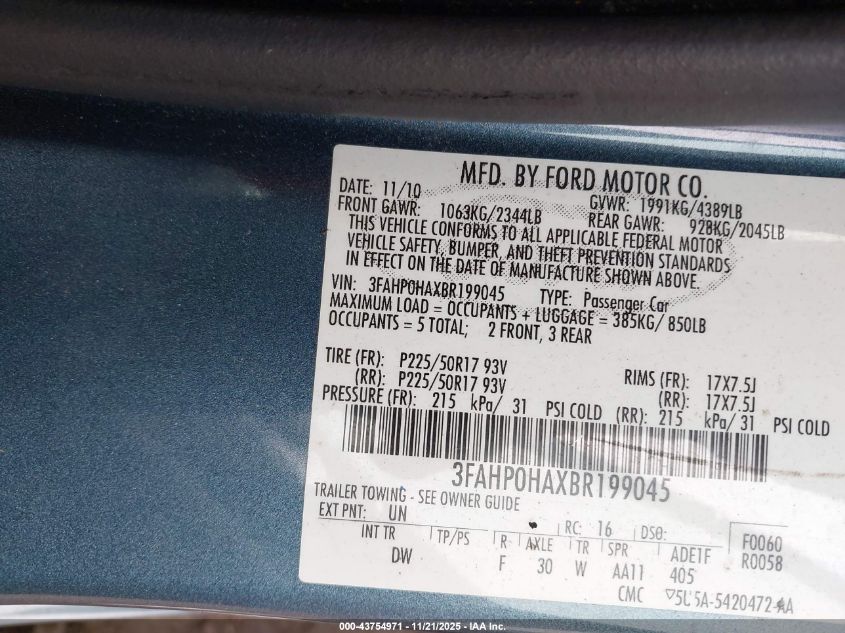 MFD. BY FORD MOTOR CO.
DATE: 11/10 GVWR: 1991KG/4389LB
FRONT GAWR: 1063KG/2344LB REAR GAWR: 928KG/2045LB
THIS VEHICLE CONFORMS TO ALL APPLICABLE FEDERAL MOTOR
VEHICLE SAFETY, BUMPER, AND THEFT PREVENTION STANDARDS
IN EFFECT ON THE DATE OF MANUFACTURE SHOWN ABOVE.
VIN: 3FAHP0HAXBR199045 TYPE: Passenger Car
MAXIMUM LOAD = OCCUPANTS + LUGGAGE = 385KG/ 850LB
OCCUPANTS = 5 TOTAL; 2 FRONT, 3 REAR
TIRE (FR): P225/50R17 93V RIMS (FR): 17X7.5J
(RR): P225/50R17 93V (RR): 17X7.5J
PRESSURE (FR): 215 kPa/ 31 PSI COLD (RR): 215 kPa/ 31 PSI COLD
3FAHP0HAXBR199045
TRAILER TOWING - SEE OWNER GUIDE
EXT PNT: UN RC: 16 DSO: F0060
INT TR TP/PS R AXLE TR SPR ADETF R0058
DW F 30 W AA11 405
CMC ▽5L5A-5420472-AA
000-43754971 - 11/21/2025 - IAA Inc.